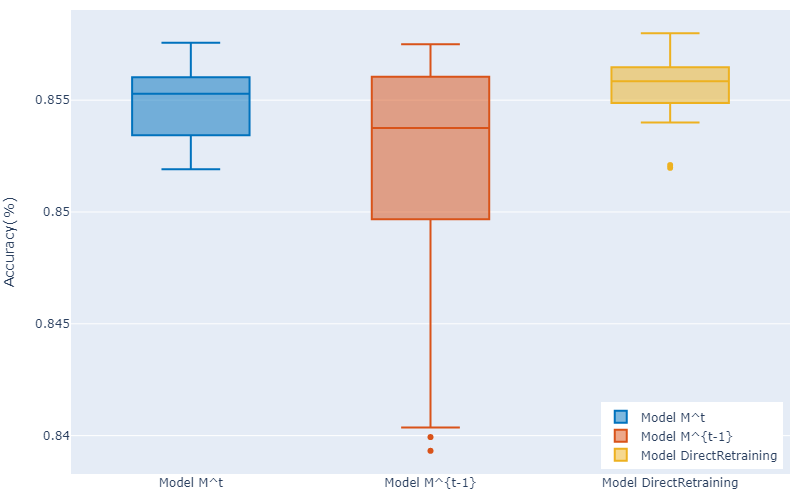 Accuracy(%)
0.855
0.85
0.845
0.84
Model M^t
Model M^{t-1}
Model DirectRetraining
Model M^t
Model M^{t-1}
Model DirectRetraining